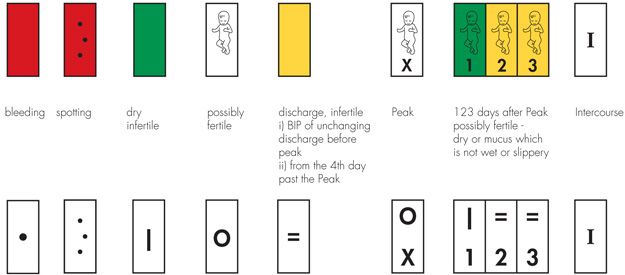 X
1 2 3
I
bleeding
spotting
dry
infertile
possibly
fertile
discharge, infertile
i) BIP of unchanging
discharge before
peak
ii) from the 4th day
past the Peak
Peak
123 days after Peak
possibly fertile -
dry or mucus which
is not wet or slippery
Intercourse
| O = O | = = I
X 1 2 3